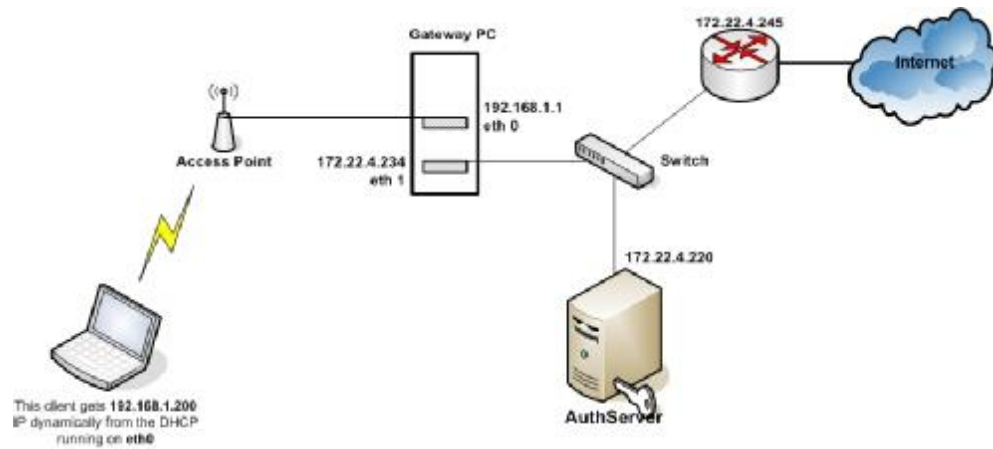 172.22.4.245
Gateway PC
Internet
192.168.1.1
eth 0
Access Point
172.22.4.234
eth 1
Switch
172.22.4.220
This client gets 192.168.1.200
IP dynamically from the DHCP
running on eth0
AuthServer